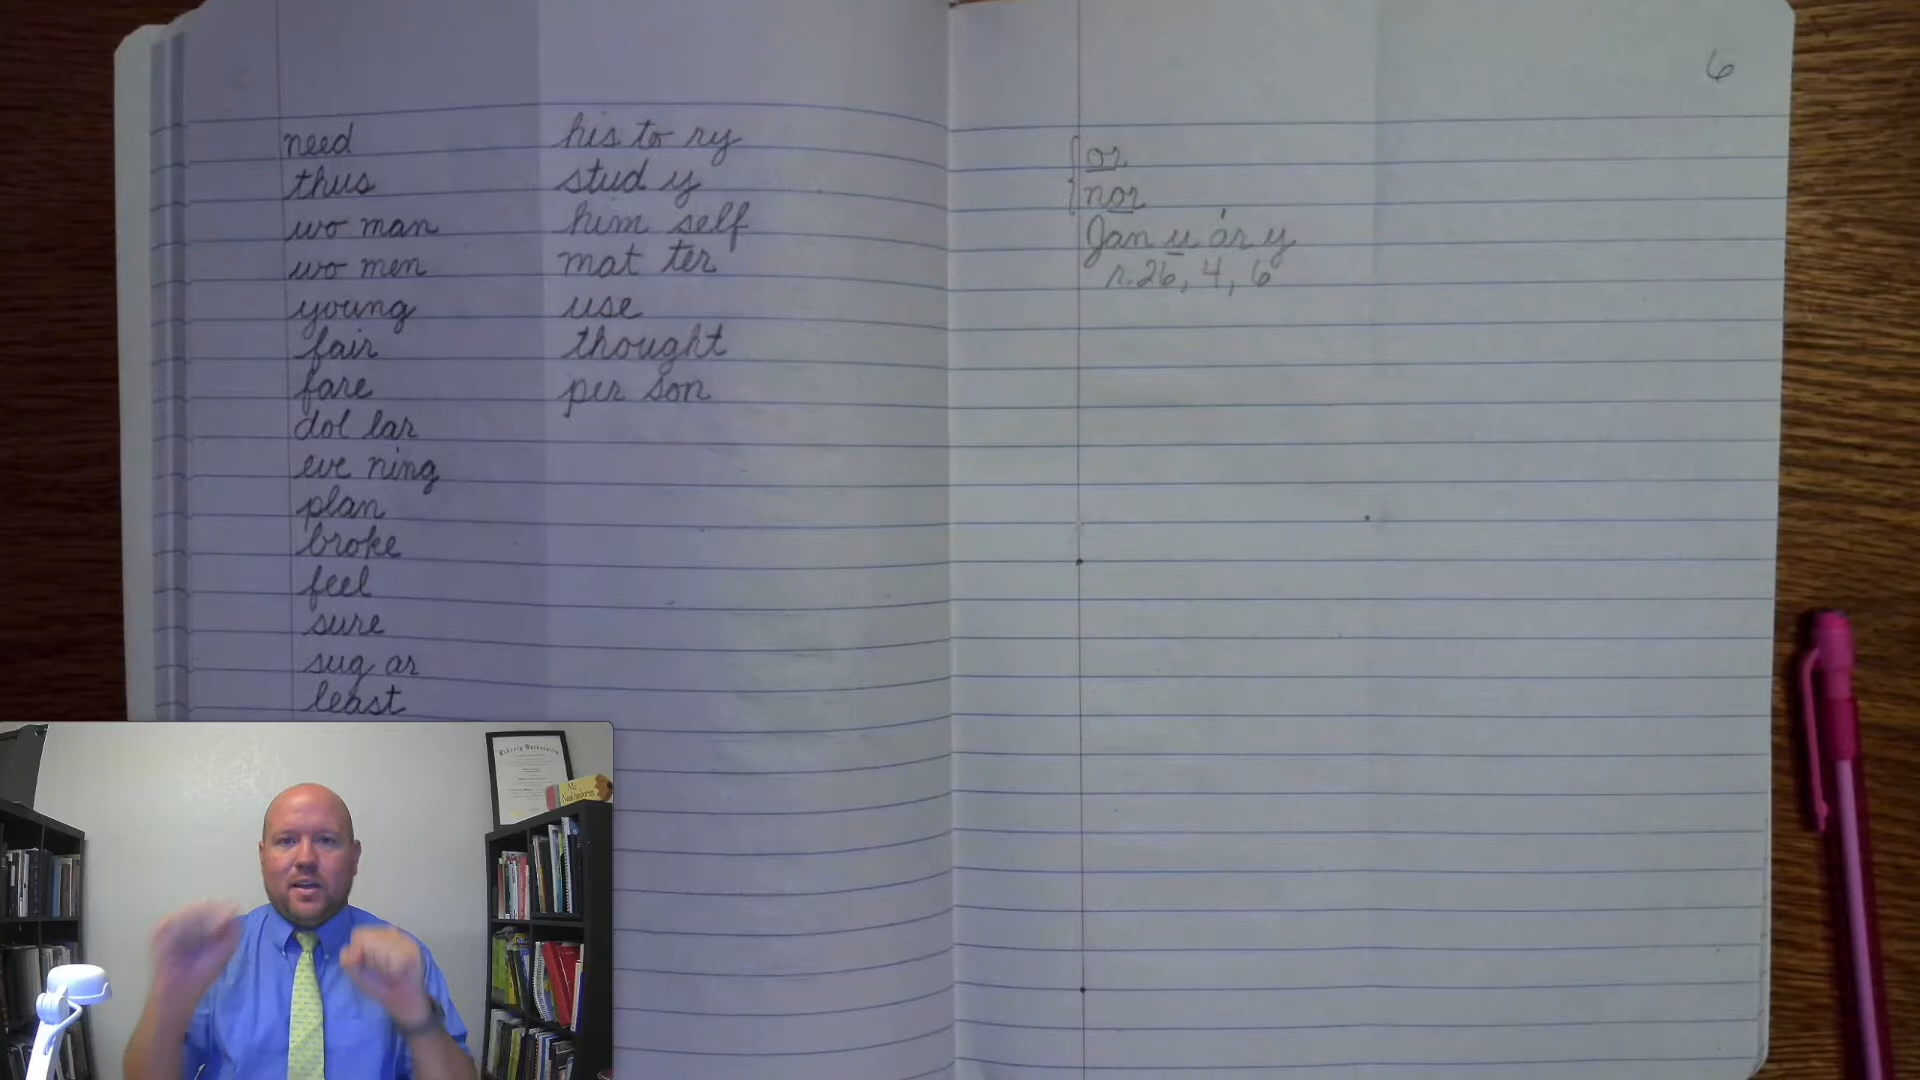 need
thus
wo man
wo men
young
fair
fare
dol lar
eve ning
plan
broke
feel
sure
sug ar
least
his to ry
stud y
him self
mat ter
use
thought
per son
6
or
nor
Jan u ar y
r. 26, 4, 6
Liberty University